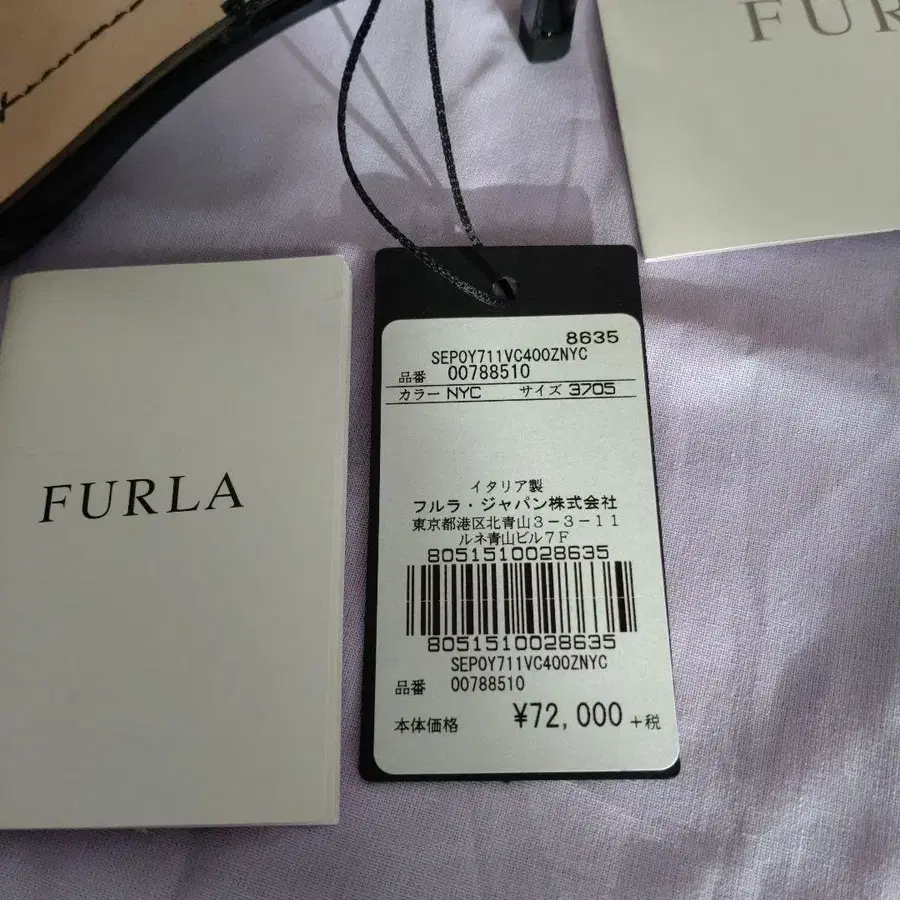 FUR
FURLA
8635
SEP0Y711VC400ZNYC
品番 00788510
カラー NYC サイズ 3705
イタリア製
フルラ・ジャパン株式会社
東京都港区北青山3-3-11
ルネ青山ビル7F
8051510028635
8051510028635
SEP0Y711VC400ZNYC
品番 00788510
本体価格 ¥72,000+税